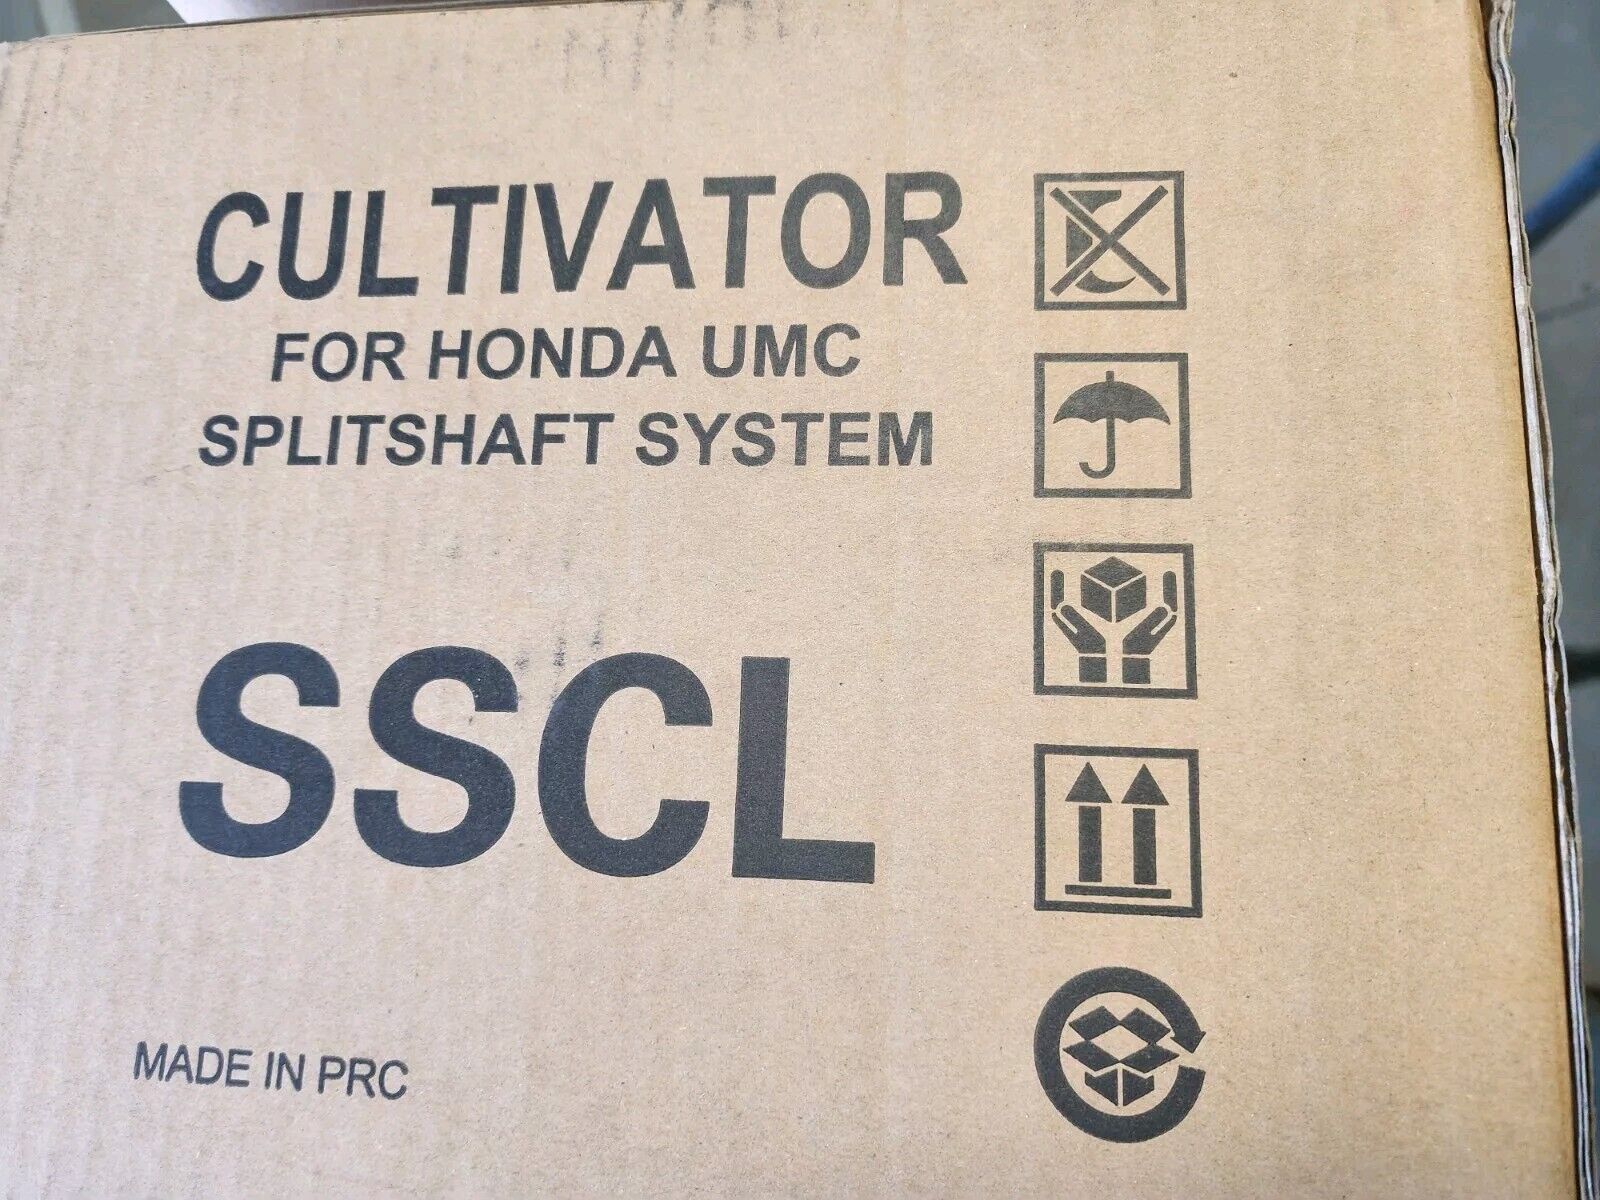 CULTIVATOR
FOR HONDA UMC
SPLITSHAFT SYSTEM
SSCL
MADE IN PRC